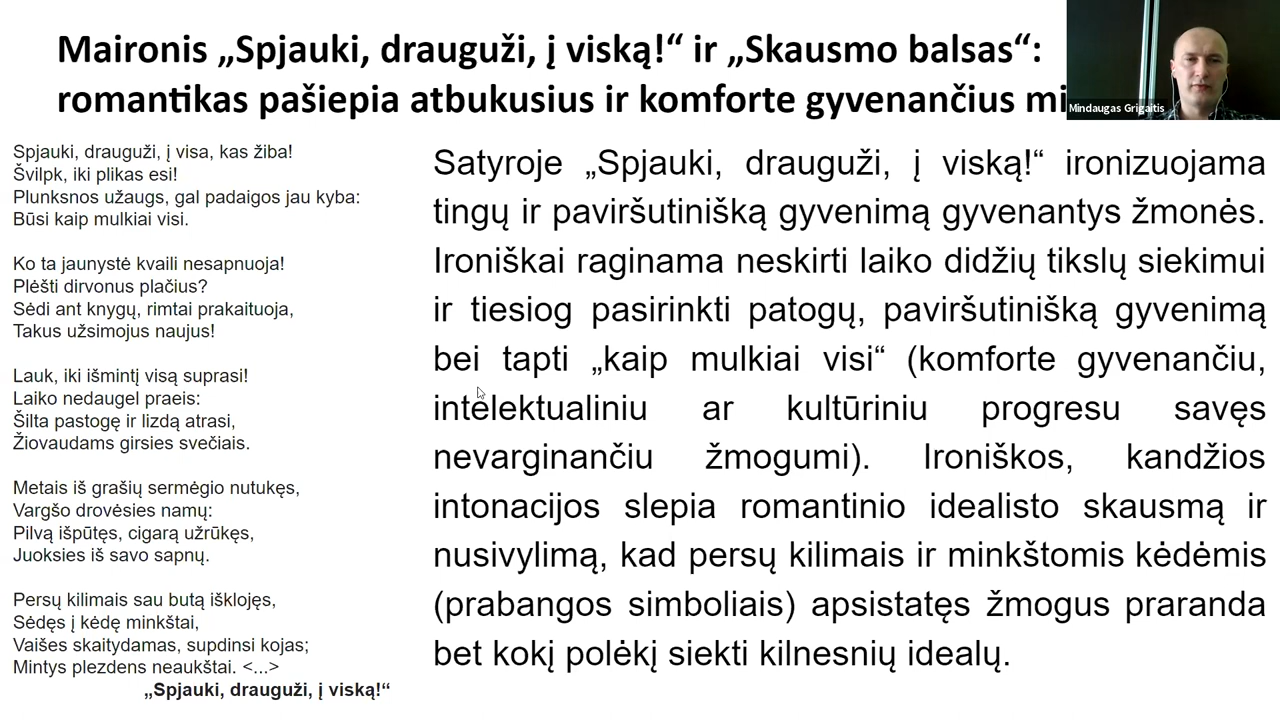 Maironis „Spjauki, drauguži, į viską!“ ir „Skausmo balsas“:
romantikas pašiepia atbukusius ir komforte gyvenančius mi
Mindaugas Grigaitis
Spjauki, drauguži, į visa, kas žiba!
Švilpk, iki plikas esi!
Plunksnos užaugs, gal padaigos jau kyba:
Būsi kaip mulkiai visi.
Ko ta jaunystė kvaili nesapnuoja!
Plėšti dirvonus plačius?
Sėdi ant knygų, rimtai prakaituoja,
Takus užsimojus naujus!
Lauk, iki išmintį visą suprasi!
Laiko nedaugel praeis:
Šilta pastogę ir lizdą atrasi,
Žiovaudams girsies svečiais.
Metais iš grašių sermėgio nutukęs,
Vargšo drovėsies namų:
Pilvą išpūtęs, cigarą užrūkęs,
Juoksies iš savo sapnų.
Persų kilimais sau butą išklojęs,
Sėdęs į kėdę minkštai,
Vaišes skaitydamas, supdinsi kojas;
Mintys plezdens neaukštai. <...>
„Spjauki, drauguži, į viską!“
Satyroje „Spjauki, drauguži, į viską!“ ironizuojama
tingų ir paviršutinišką gyvenimą gyvenantys žmonės.
Ironiškai raginama neskirti laiko didžių tikslų siekimui
ir tiesiog pasirinkti patogų, paviršutinišką gyvenimą
bei tapti „kaip mulkiai visi“ (komforte gyvenančiu,
intelektualiniu ar kultūriniu progresu savęs
nevarginančiu žmogumi). Ironiškos, kandžios
intonacijos slepia romantinio idealisto skausmą ir
nusivylimą, kad persų kilimais ir minkštomis kėdėmis
(prabangos simboliais) apsistatęs žmogus praranda
bet kokį polėkį siekti kilnesnių idealų.